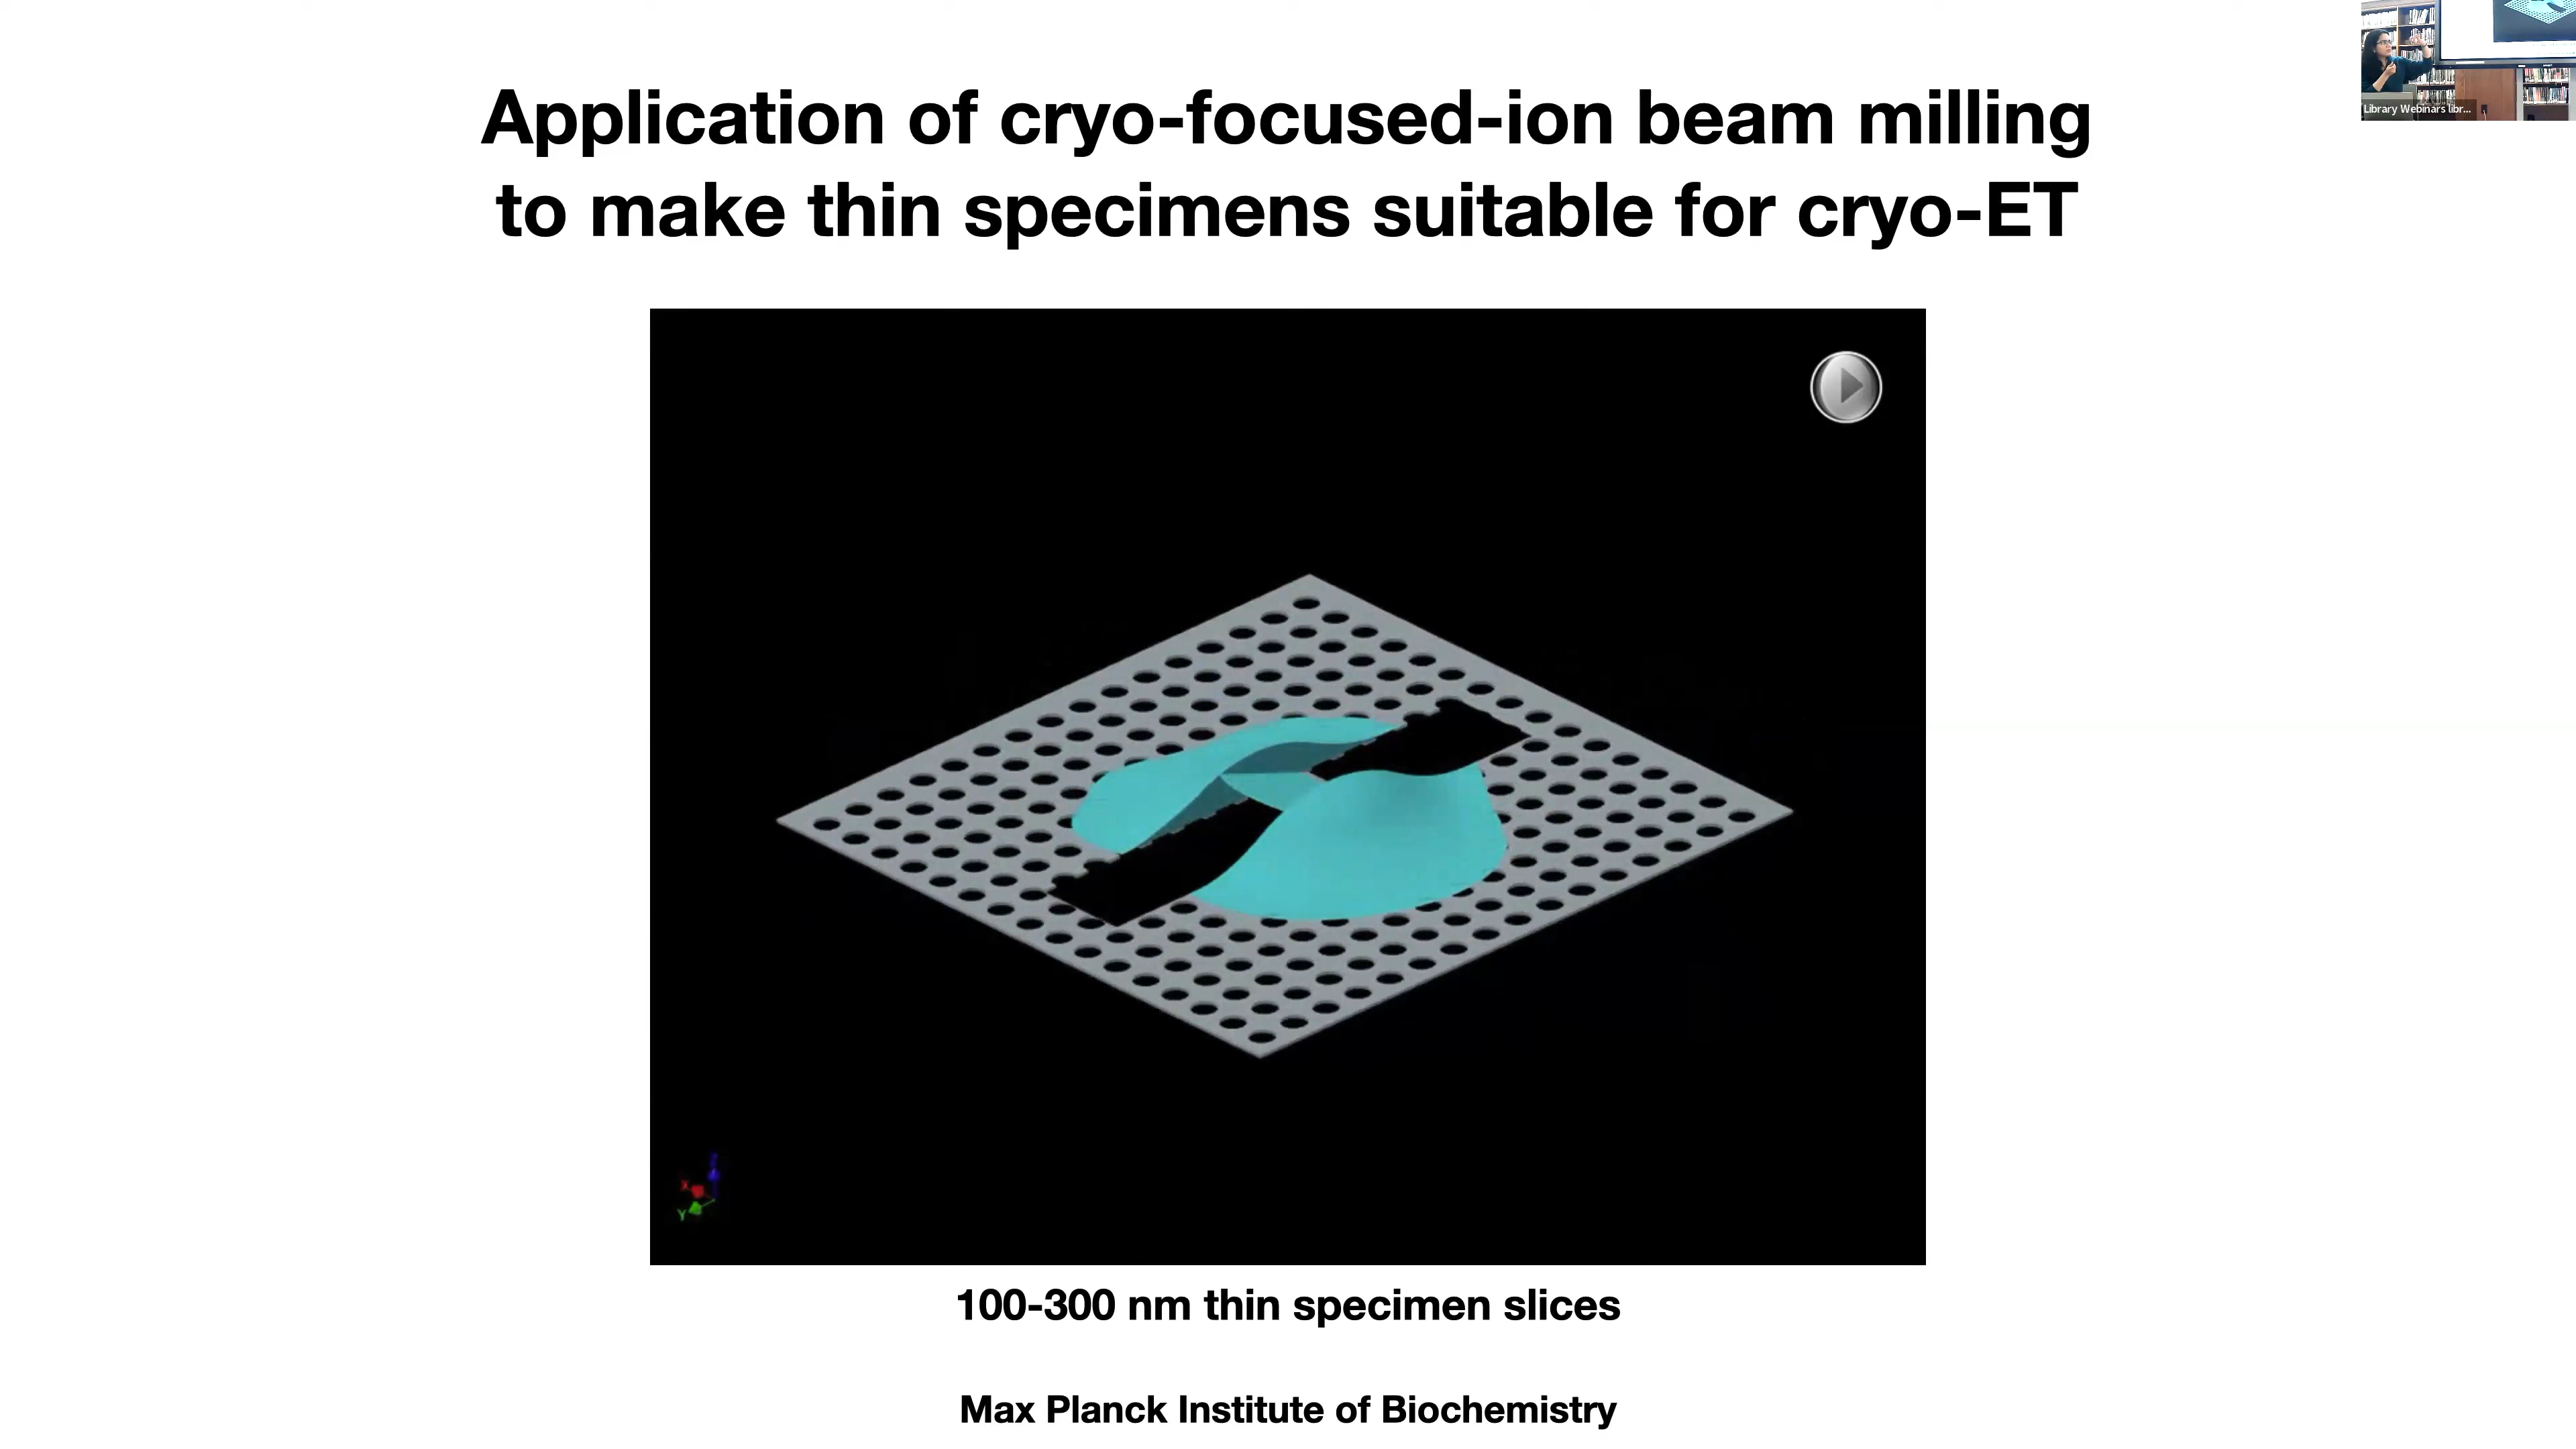 Application of cryo-focused-ion beam milling
to make thin specimens suitable for cryo-ET
Library Webinars libr...
X
Y
100-300 nm thin specimen slices
Max Planck Institute of Biochemistry